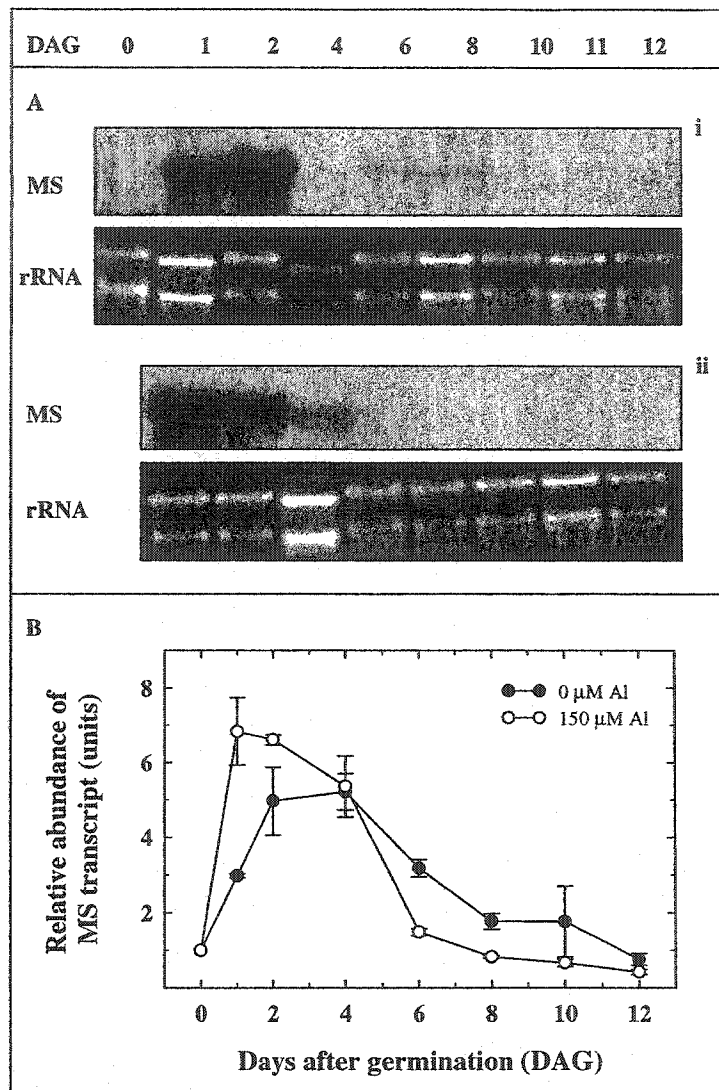 DAG 0 1 2 4 6 8 10 11 12
A
i
MS
rRNA
ii
MS
rRNA
B
8
6
4
2
0 µM Al
150 µM Al
Relative abundance of
MS transcript (units)
0 2 4 6 8 10 12
Days after germination (DAG)